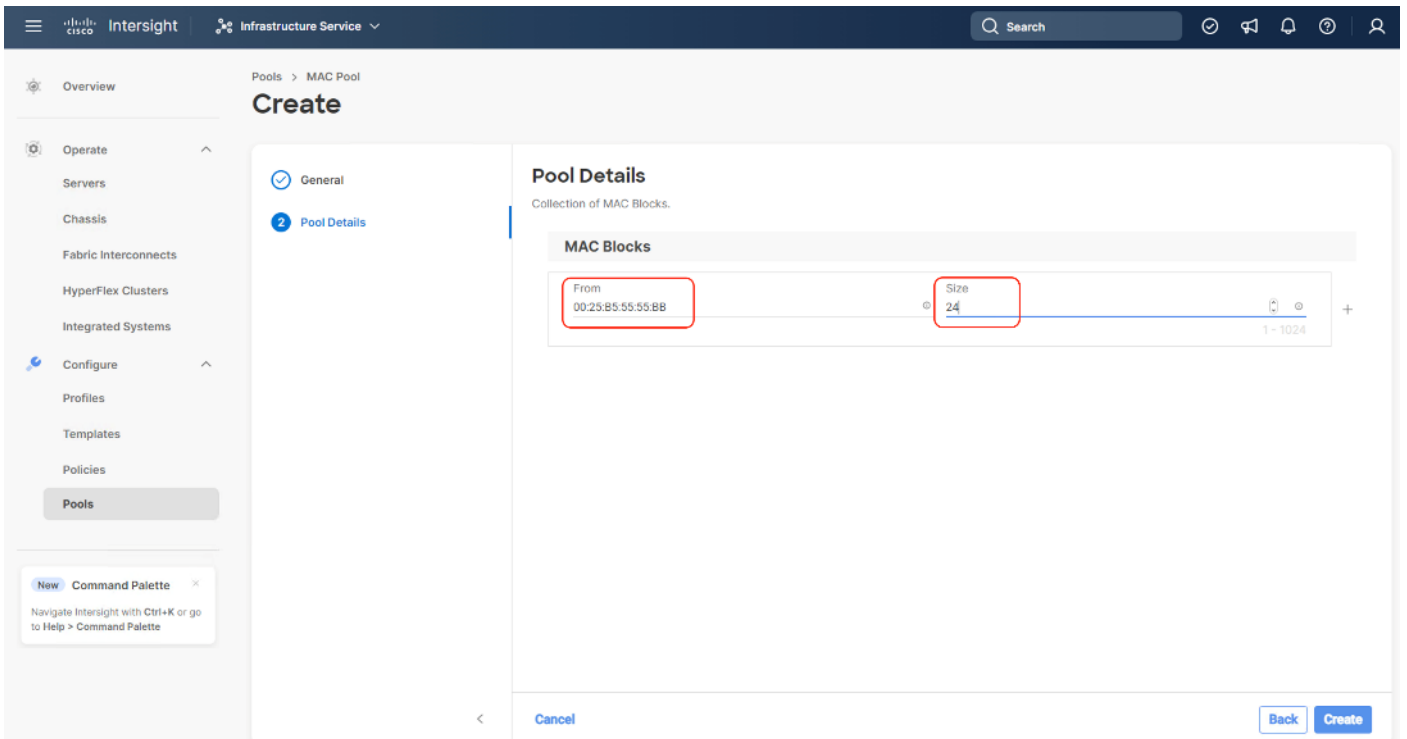 cisco Intersight
Infrastructure Service
Search
Overview
Operate
Servers
Chassis
Fabric Interconnects
HyperFlex Clusters
Integrated Systems
Configure
Profiles
Templates
Policies
Pools
New Command Palette ×
Navigate Intersight with Ctrl+K or go
to Help > Command Palette
Pools > MAC Pool
Create
General
2 Pool Details
Pool Details
Collection of MAC Blocks.
MAC Blocks
From
00:25:B5:55:55:BB
Size
24
1 - 1024
Cancel
Back
Create